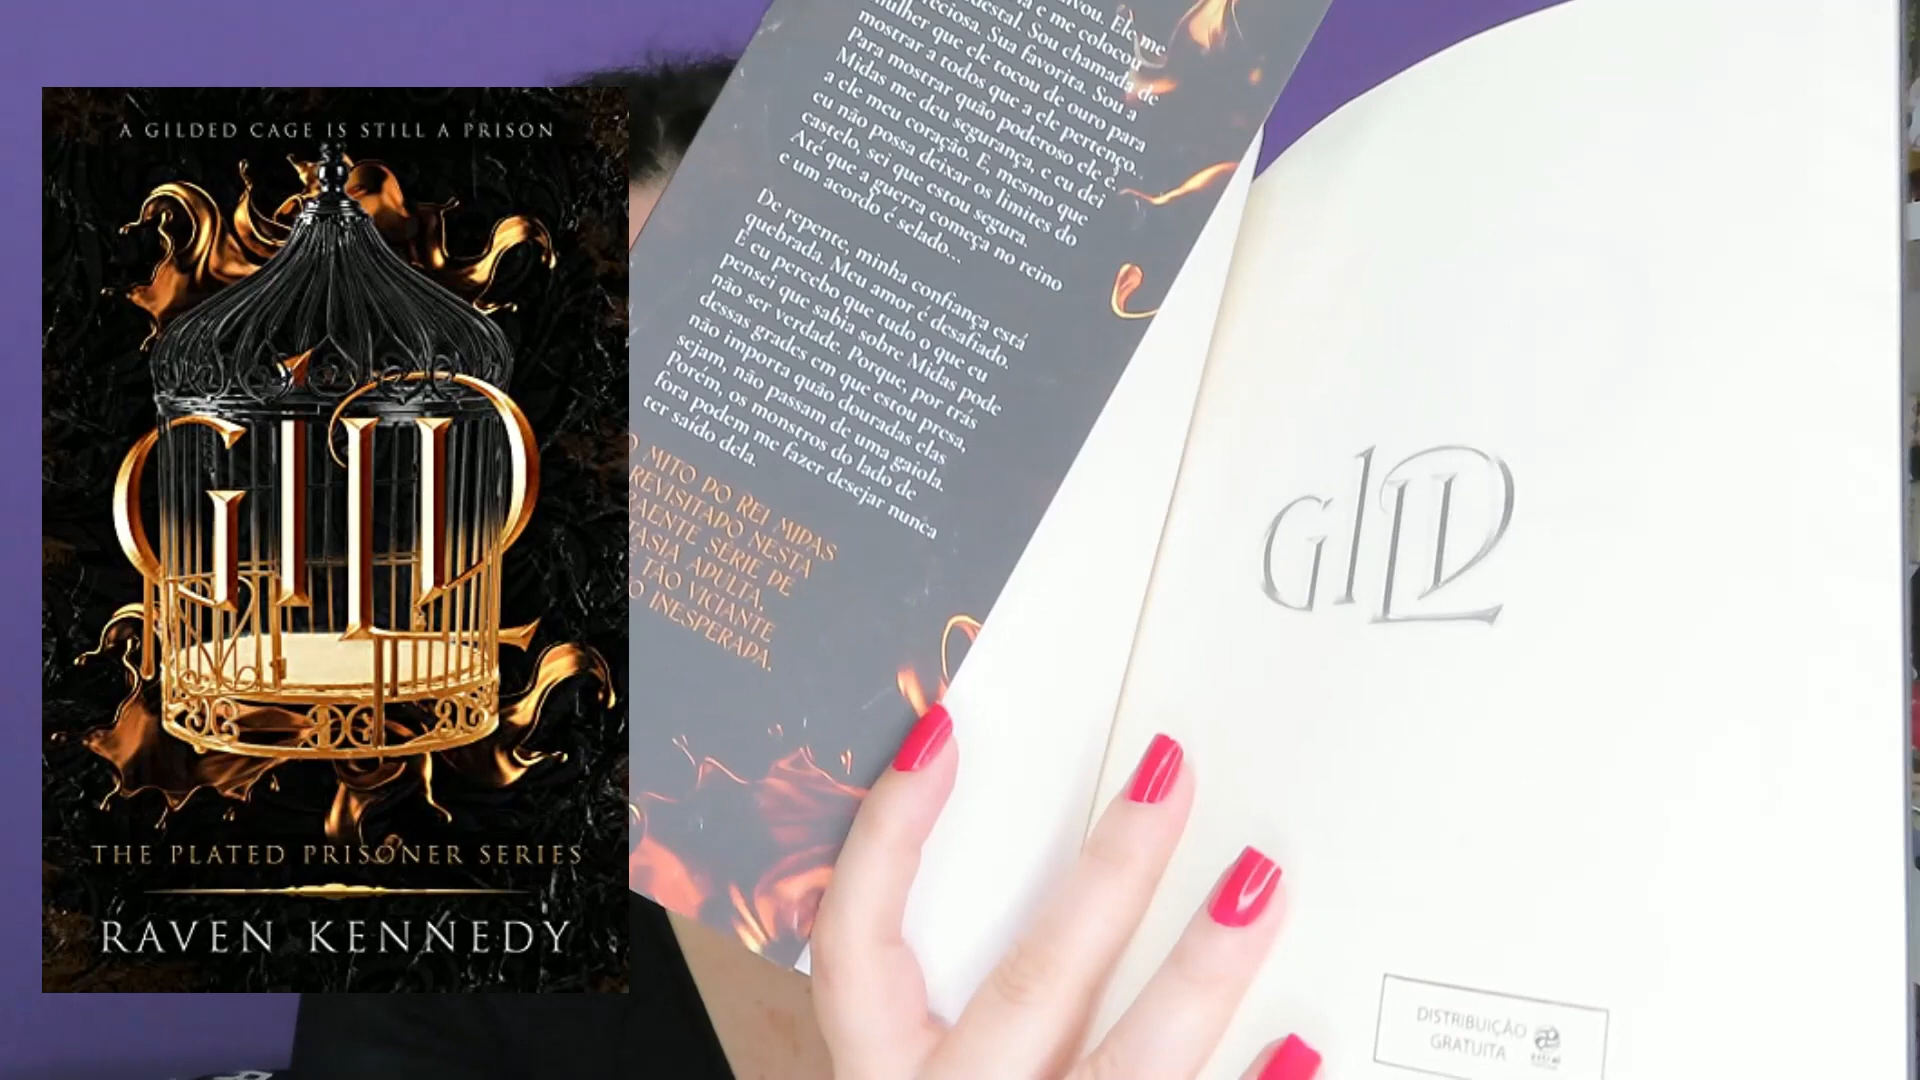 A GILDED CAGE IS STILL A PRISON
GILD
THE PLATED PRISONER SERIES
RAVEN KENNEDY
Ele me
e me colocou
Sou chamada de
Sua favorita. Sou a
mulher que ele tocou de ouro para
mostrar a todos que a ele pertenço.
Para mostrar quão poderoso ele é.
Midas me deu segurança, e eu dei
a ele meu coração. E, mesmo que
eu não possa deixar os limites do
castelo, sei que estou segura.
Até que a guerra começa no reino
e um acordo é selado...
De repente, minha confiança está
quebrada. Meu amor é desafiado.
E eu percebo que tudo o que eu
pensei que sabia sobre Midas pode
não ser verdade. Porque, por trás
dessas grades em que estou presa,
não importa quão douradas elas
sejam, não passam de uma gaiola.
Porém, os monstros do lado de
fora podem me fazer desejar nunca
ter saído dela.
O MITO DO REI MIDAS
REVISITADO NESTA
SÉRIE DE
ADULTA,
TÃO VICIANTE
INESPERADA.
GILD
DISTRIBUIÇÃO
GRATUITA